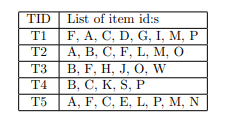 TID List of item id:s
T1 F, A, C, D, G, I, M, P
T2 A, B, C, F, L, M, O
T3 B, F, H, J, O, W
T4 B, C, K, S, P
T5 A, F, C, E, L, P, M, N